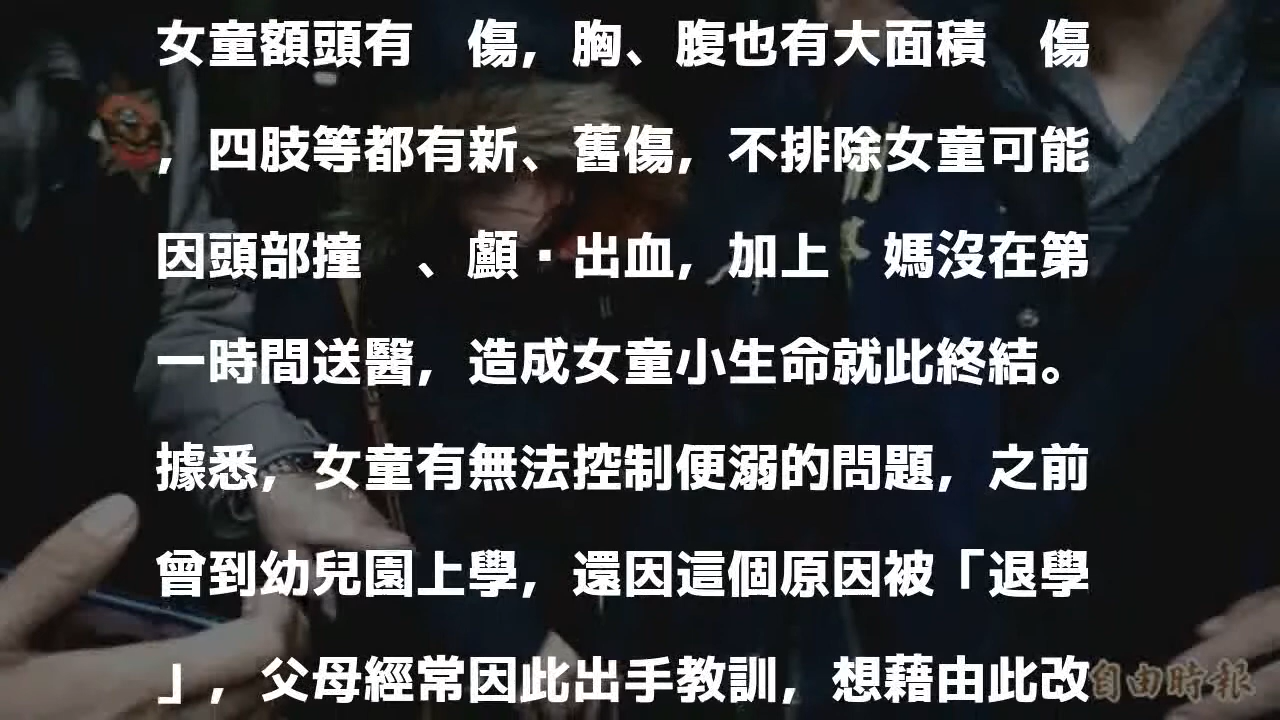 女童額頭有　傷，胸、腹也有大面積　傷
，四肢等都有新、舊傷，不排除女童可能
因頭部撞　、顱·出血，加上　媽沒在第
一時間送醫，造成女童小生命就此終結。
據悉，女童有無法控制便溺的問題，之前
曾到幼兒園上學，還因這個原因被「退學
」，父母經常因此出手教訓，想藉由此改
自由時報